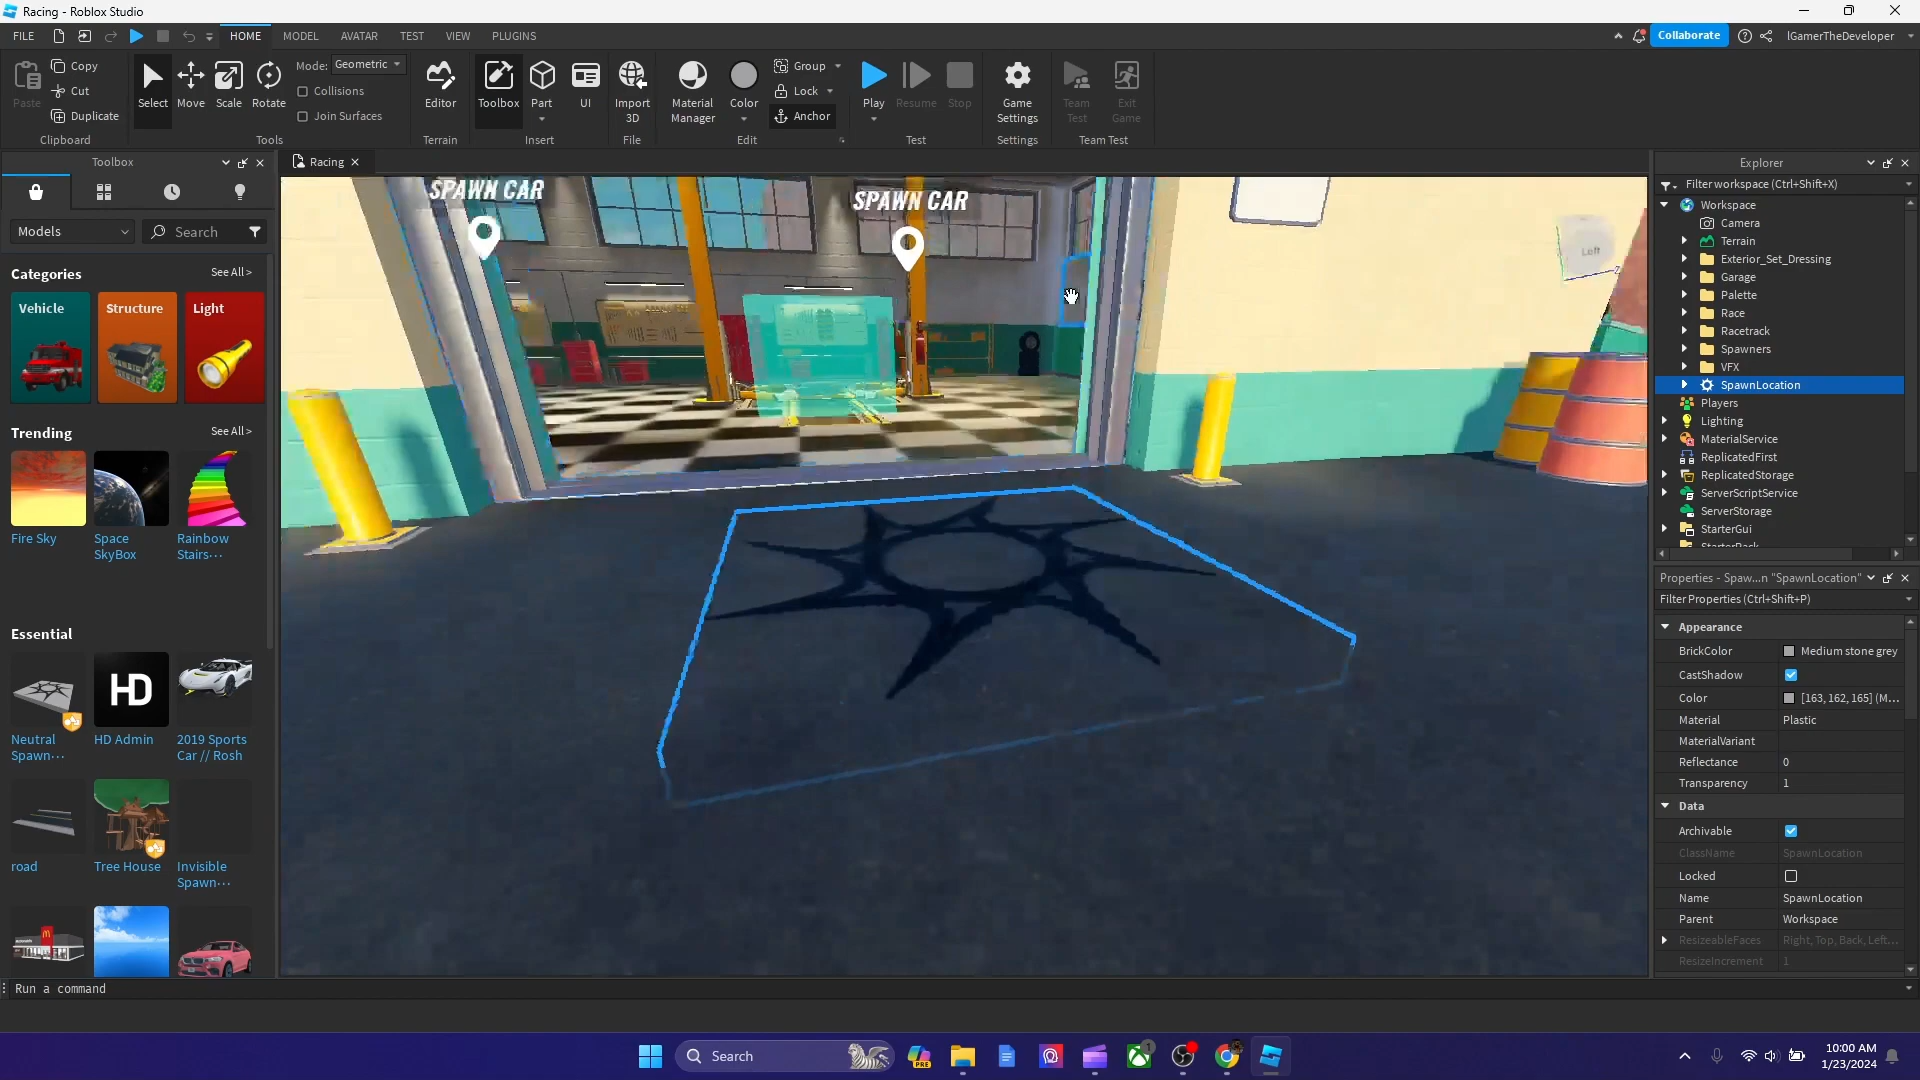 Racing - Roblox Studio
FILE
HOME
MODEL
AVATAR
TEST
VIEW
PLUGINS
Collaborate
lGamerTheDeveloper
Paste
Copy
Cut
Duplicate
Clipboard
Select
Move
Scale
Rotate
Mode: Geometric
Collisions
Join Surfaces
Tools
Editor
Terrain
Toolbox
Part
UI
Insert
Import
3D
File
Material
Manager
Color
Group
Lock
Anchor
Edit
Play
Resume
Stop
Test
Game
Settings
Settings
Team
Test
Exit
Game
Team Test
Toolbox
Racing
Models
Search
Categories
See All >
Vehicle
Structure
Light
Trending
See All >
Fire Sky
Space
SkyBox
Rainbow
Stairs...
Essential
Neutral
Spawn...
HD
HD Admin
2019 Sports
Car // Rosh
road
Tree House
Invisible
Spawn...
SPAWN CAR
SPAWN CAR
Left
Z
Explorer
Filter workspace (Ctrl+Shift+X)
Workspace
Camera
Terrain
Exterior_Set_Dressing
Garage
Palette
Race
Racetrack
Spawners
VFX
SpawnLocation
Players
Lighting
MaterialService
ReplicatedFirst
ReplicatedStorage
ServerScriptService
ServerStorage
StarterGui
StarterPack
Properties - Spaw...n "SpawnLocation"
Filter Properties (Ctrl+Shift+P)
Appearance
BrickColor Medium stone grey
CastShadow
Color [163, 162, 165] (M...
Material Plastic
MaterialVariant
Reflectance 0
Transparency 1
Data
Archivable
ClassName SpawnLocation
Locked
Name SpawnLocation
Parent Workspace
ResizeableFaces Right, Top, Back, Left...
ResizeIncrement 1
Run a command
Search
PRE
1
10:00 AM
1/23/2024